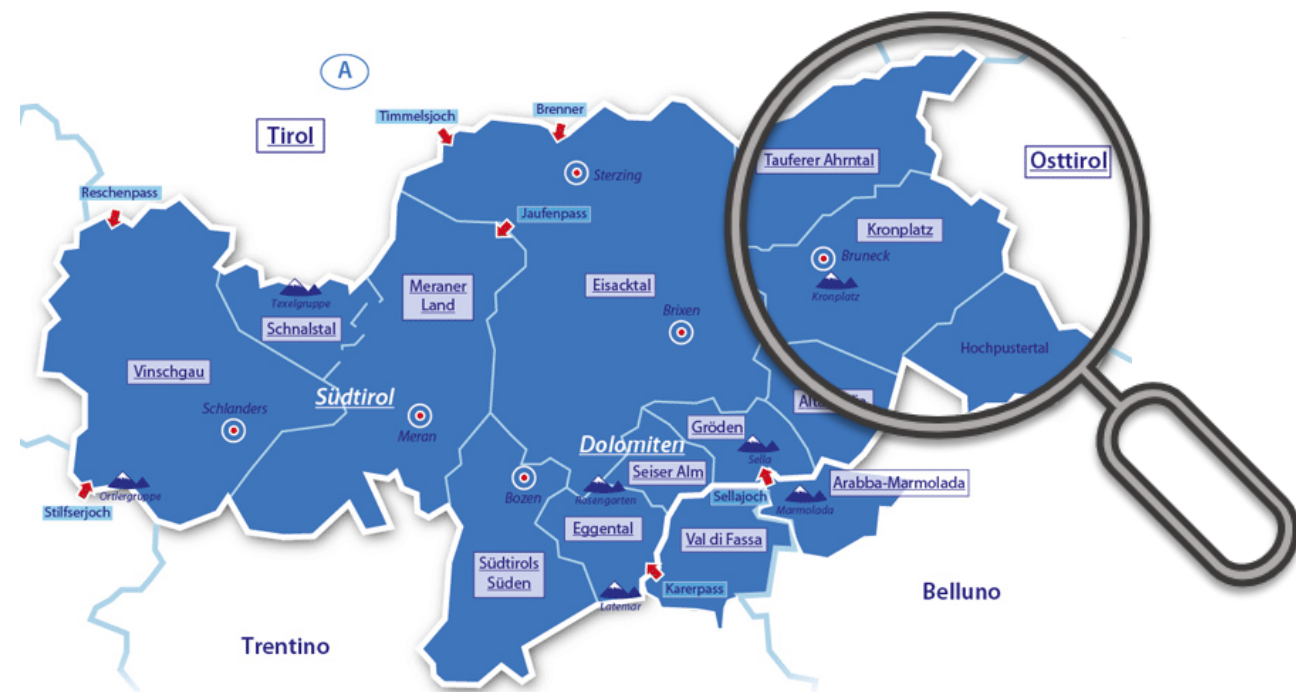 A
Timmelsjoch
Brenner
Tirol
Tauferer Ahrntal
Osttirol
Sterzing
Reschenpass
Jaufenpass
Kronplatz
Bruneck
Meraner
Land
Eisacktal
Texelgruppe
Kronplatz
Schnalstal
Brixen
Hochpustertal
Vinschgau
Südtirol
Schlanders
Meran
Gröden
Dolomiten
Sella
Seiser Alm
Arabba-Marmolada
Bozen
Rosengarten
Sellajoch
Ortlergruppe
Marmolada
Stilfserjoch
Eggental
Val di Fassa
Südtirols
Süden
Karerpass
Belluno
Latemar
Trentino